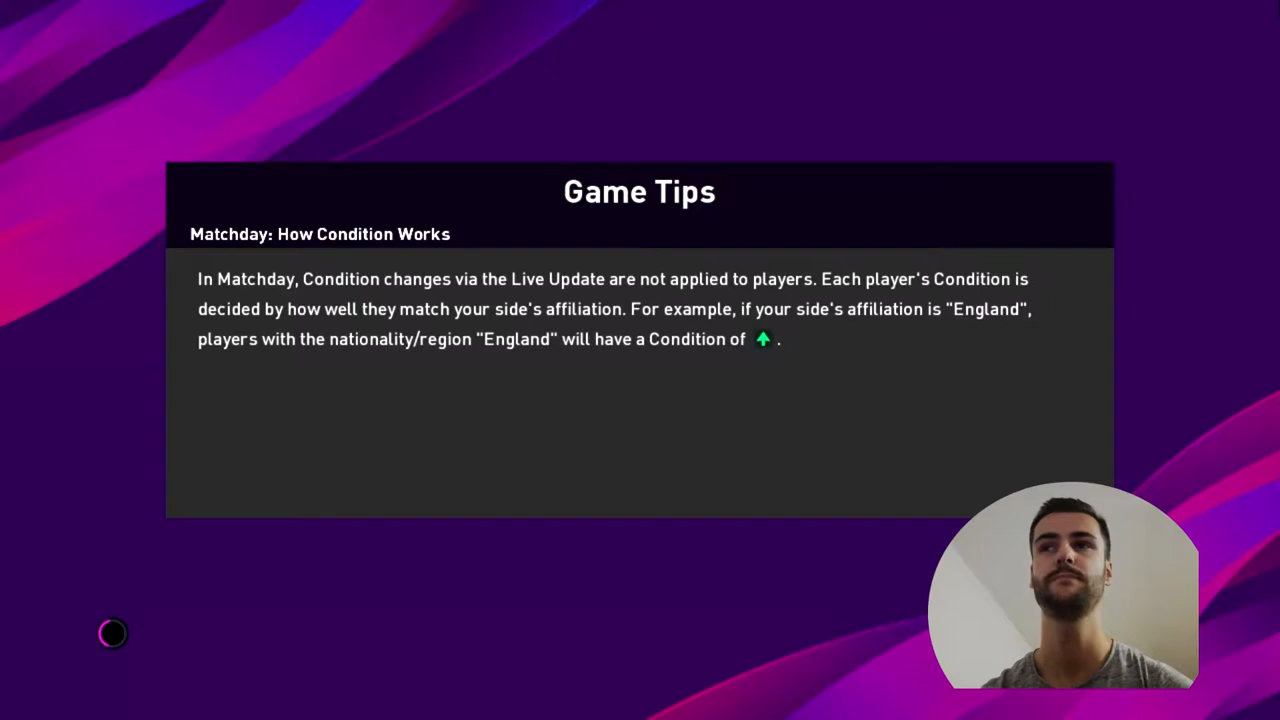 Game Tips
Matchday: How Condition Works
In Matchday, Condition changes via the Live Update are not applied to players. Each player's Condition is
decided by how well they match your side's affiliation. For example, if your side's affiliation is "England",
players with the nationality/region "England" will have a Condition of .